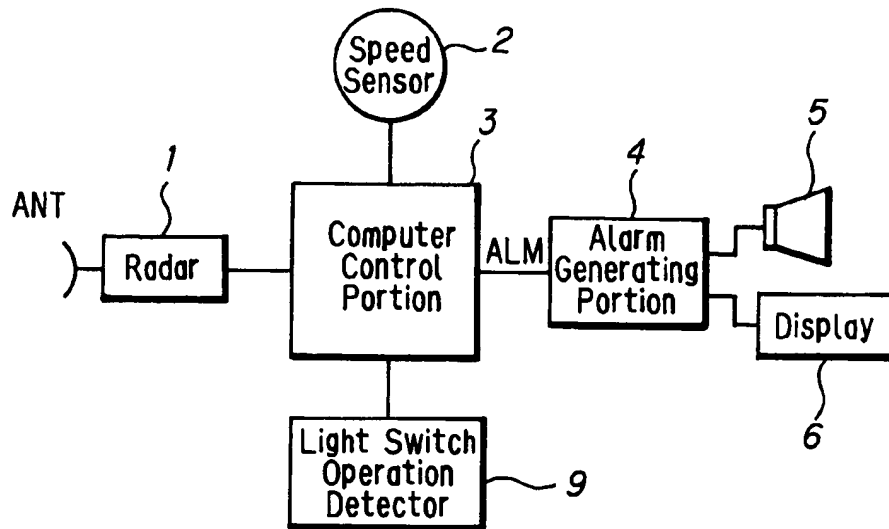 Speed
Sensor
2
3
1
ANT
Radar
Computer
Control
Portion
ALM
4
Alarm
Generating
Portion
5
Display
6
Light Switch
Operation
Detector
9